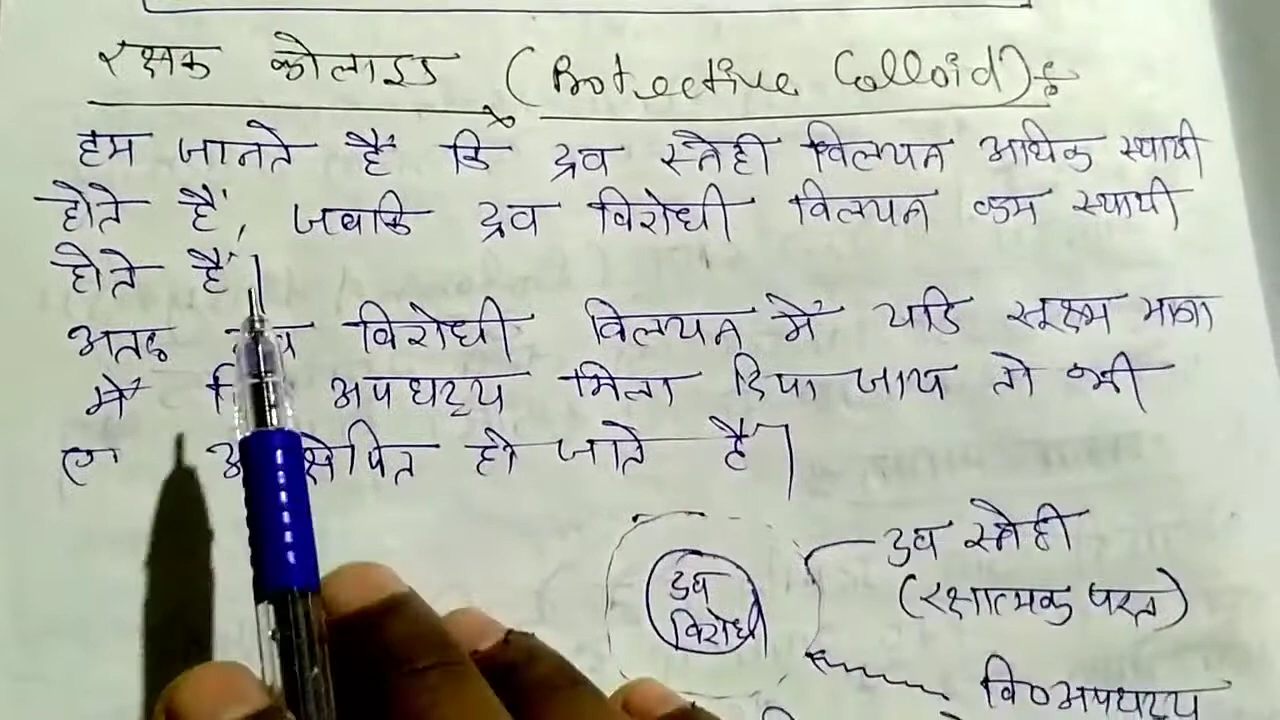 रक्षक कोलाइड (Protective Colloid):-
हम जानते हैं कि द्रव स्नेही विलयन अधिक स्थायी
होते हैं, जबकि द्रव विरोधी विलयन कम स्थायी
होते हैं।
अतः विरोधी विलयन में यदि सूक्ष्म मात्रा
में अपघट्य मिला दिया जाय तो भी
हो जाते है।
द्रव स्नेही
(रक्षात्मक परत)
द्रव
विरोधी
वि०अपघट्य